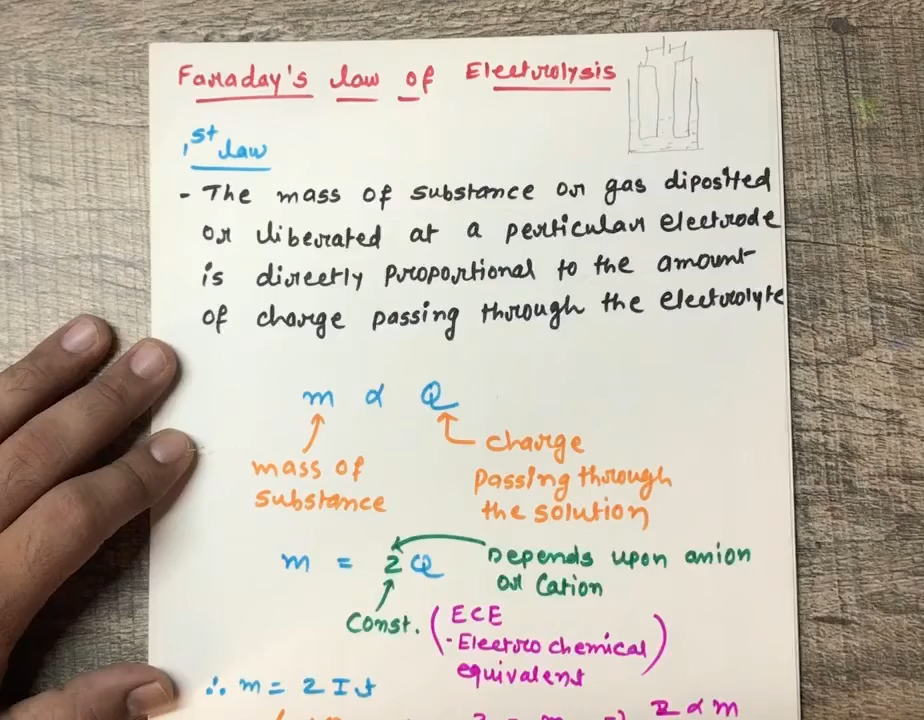 Faraday's law of Electrolysis
1st law
- The mass of substance or gas diposited
or liberated at a perticular electrode
is directly proportional to the amount
of charge passing through the electrolyte
m ∝ Q
mass of
substance
charge
passing through
the solution
m = Z Q
Depends upon anion
or Cation
Const.
(ECE
- Electro chemical)
equivalent
∴ m = Z I t